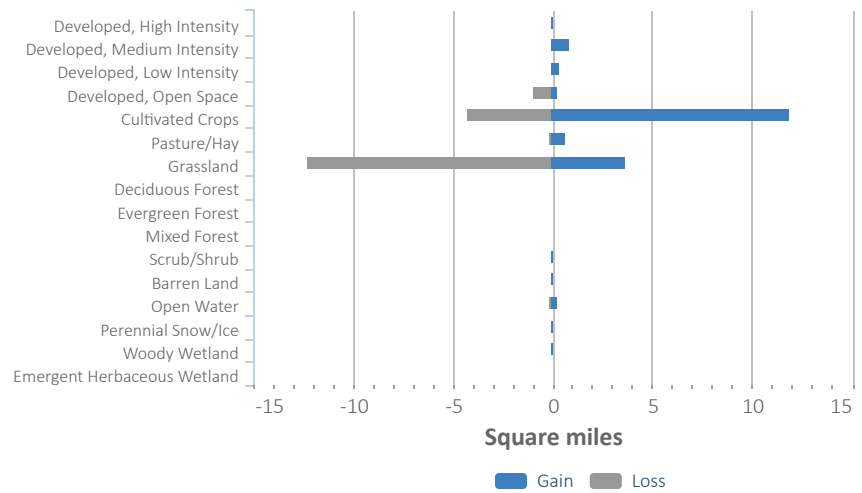 Developed, High Intensity
Developed, Medium Intensity
Developed, Low Intensity
Developed, Open Space
Cultivated Crops
Pasture/Hay
Grassland
Deciduous Forest
Evergreen Forest
Mixed Forest
Scrub/Shrub
Barren Land
Open Water
Perennial Snow/Ice
Woody Wetland
Emergent Herbaceous Wetland
-15 -10 -5 0 5 10 15
Square miles
Gain Loss